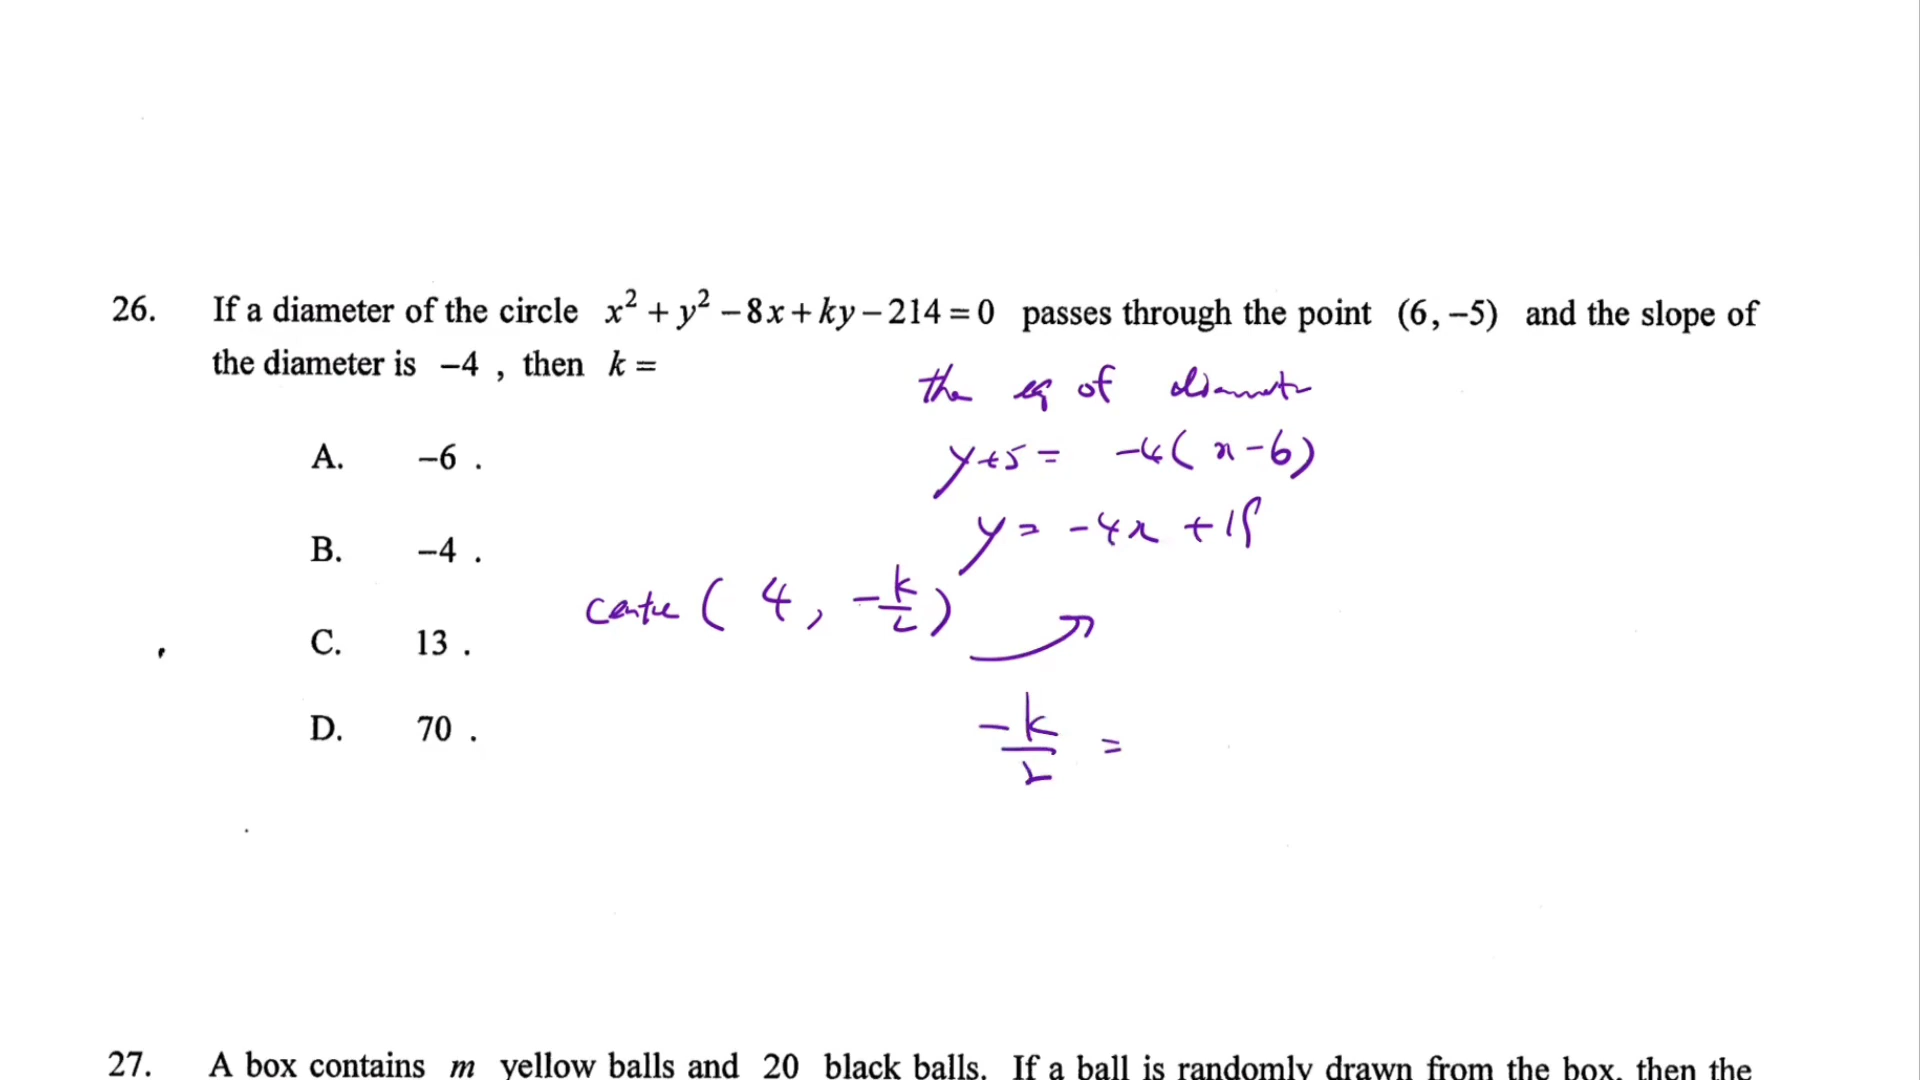 26. If a diameter of the circle x² + y² − 8x + ky − 214 = 0 passes through the point (6, −5) and the slope of
the diameter is −4 , then k =
the eq of diameter
A. −6 .
y+5 = −4( x−6)
y = −4x +19
B. −4 .
centre ( 4 , −k/2 )
C. 13 .
−k/2 =
D. 70 .
27. A box contains m yellow balls and 20 black balls. If a ball is randomly drawn from the box, then the